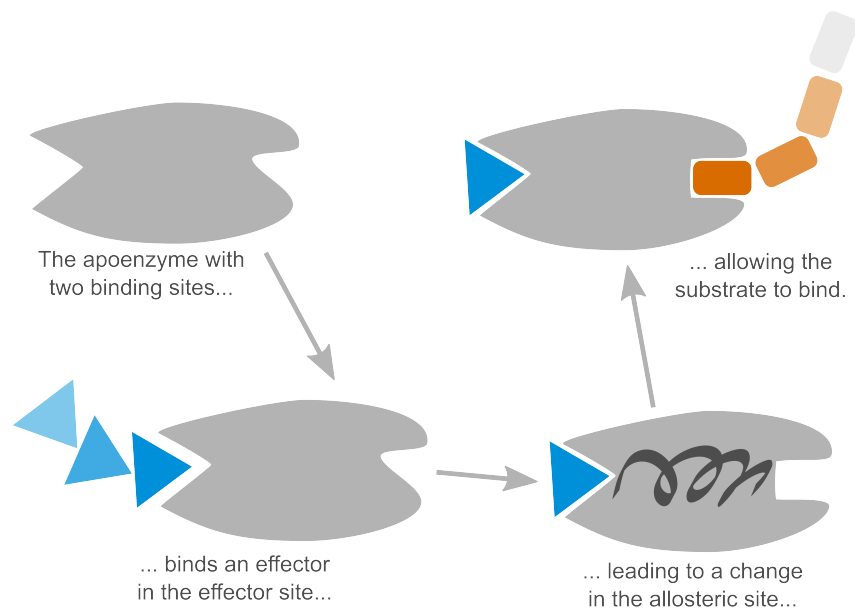 The apoenzyme with
two binding sites...
... binds an effector
in the effector site...
... leading to a change
in the allosteric site...
... allowing the
substrate to bind.